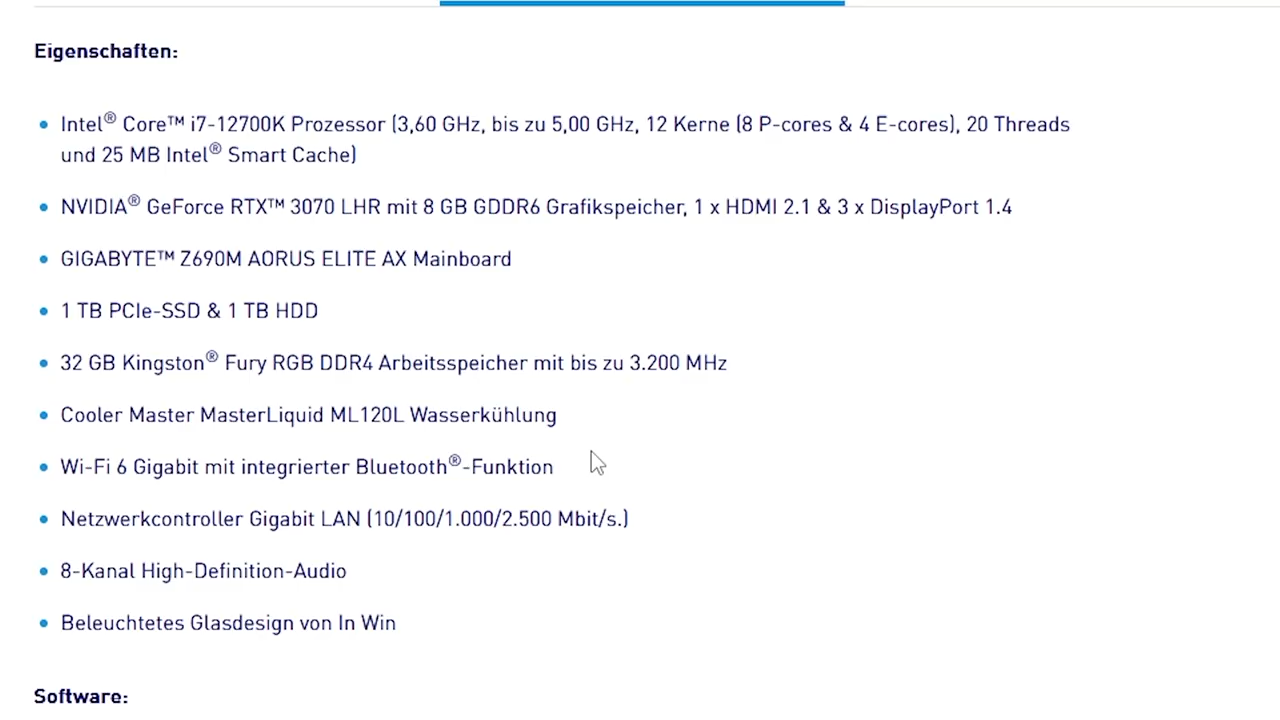 Eigenschaften:
Intel® Core™ i7-12700K Prozessor (3,60 GHz, bis zu 5,00 GHz, 12 Kerne (8 P-cores & 4 E-cores), 20 Threads
und 25 MB Intel® Smart Cache)
NVIDIA® GeForce RTX™ 3070 LHR mit 8 GB GDDR6 Grafikspeicher, 1 x HDMI 2.1 & 3 x DisplayPort 1.4
GIGABYTE™ Z690M AORUS ELITE AX Mainboard
1 TB PCIe-SSD & 1 TB HDD
32 GB Kingston® Fury RGB DDR4 Arbeitsspeicher mit bis zu 3.200 MHz
Cooler Master MasterLiquid ML120L Wasserkühlung
Wi-Fi 6 Gigabit mit integrierter Bluetooth®-Funktion
Netzwerkcontroller Gigabit LAN (10/100/1.000/2.500 Mbit/s.)
8-Kanal High-Definition-Audio
Beleuchtetes Glasdesign von In Win
Software: